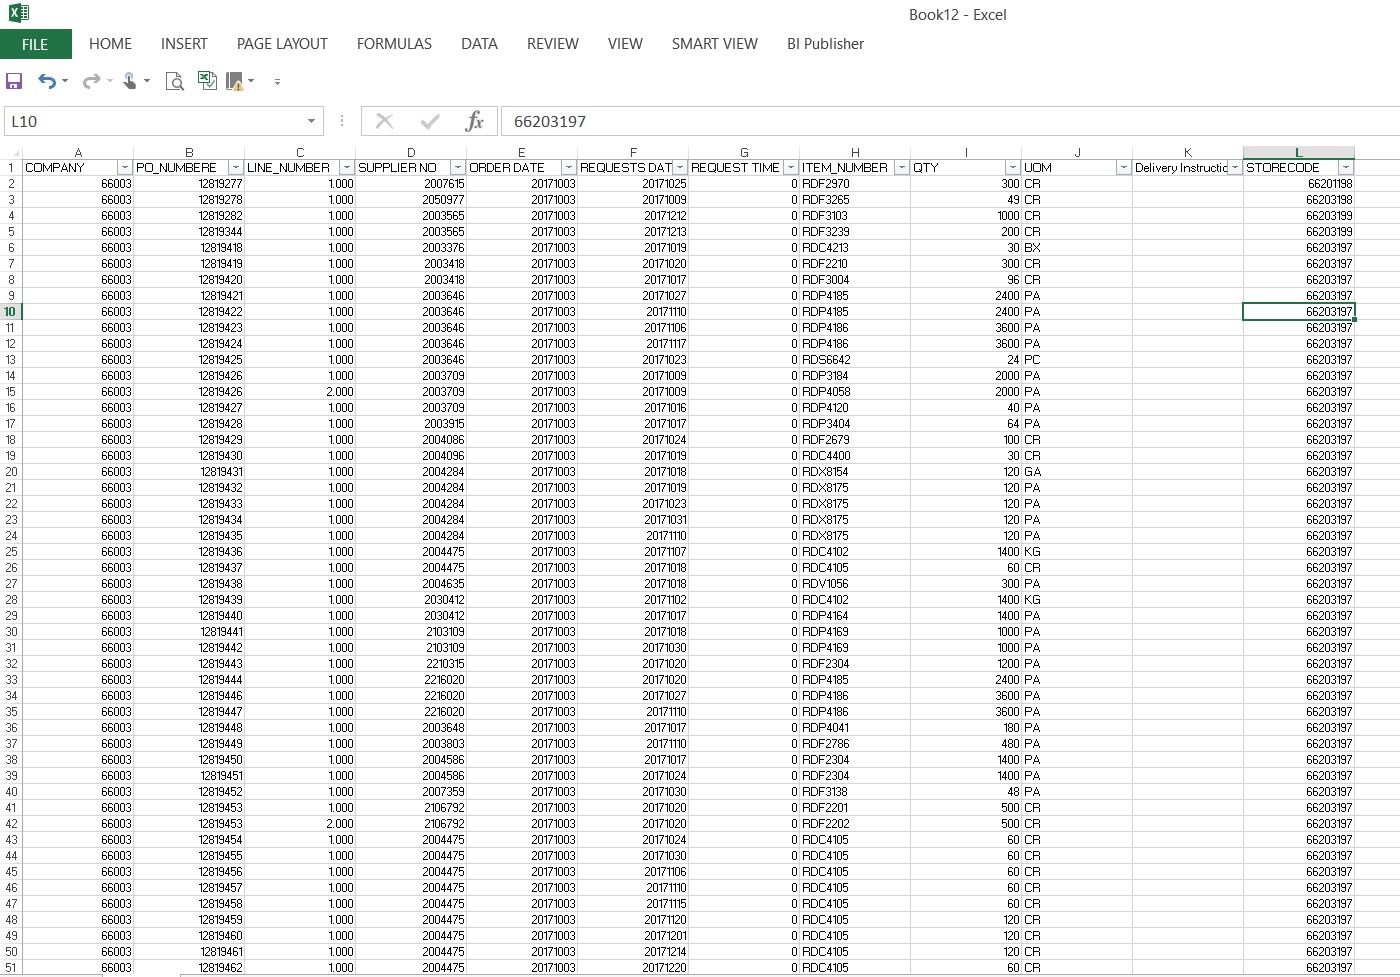 Book12 - Excel
FILE HOME INSERT PAGE LAYOUT FORMULAS DATA REVIEW VIEW SMART VIEW BI Publisher
L10 fx 66203197
A B C D E F G H I J K L
1 COMPANY PO_NUMBERE LINE_NUMBER SUPPLIER NO ORDER DATE REQUESTS DAT REQUEST TIME ITEM_NUMBER QTY UOM Delivery Instructic STORECODE
2 66003 12819277 1.000 2007615 20171003 20171025 0 RDF2970 300 CR 66201198
3 66003 12819278 1.000 2050977 20171003 20171009 0 RDF3265 49 CR 66203198
4 66003 12819282 1.000 2003565 20171003 20171212 0 RDF3103 1000 CR 66203199
5 66003 12819344 1.000 2003565 20171003 20171213 0 RDF3239 200 CR 66203199
6 66003 12819418 1.000 2003376 20171003 20171019 0 RDC4213 30 BX 66203197
7 66003 12819419 1.000 2003418 20171003 20171020 0 RDF2210 300 CR 66203197
8 66003 12819420 1.000 2003418 20171003 20171017 0 RDF3004 96 CR 66203197
9 66003 12819421 1.000 2003646 20171003 20171027 0 RDP4185 2400 PA 66203197
10 66003 12819422 1.000 2003646 20171003 20171110 0 RDP4185 2400 PA 66203197
11 66003 12819423 1.000 2003646 20171003 20171106 0 RDP4186 3600 PA 66203197
12 66003 12819424 1.000 2003646 20171003 20171117 0 RDP4186 3600 PA 66203197
13 66003 12819425 1.000 2003646 20171003 20171023 0 RDS6642 24 PC 66203197
14 66003 12819426 1.000 2003709 20171003 20171009 0 RDP3184 2000 PA 66203197
15 66003 12819426 2.000 2003709 20171003 20171009 0 RDP4058 2000 PA 66203197
16 66003 12819427 1.000 2003709 20171003 20171016 0 RDP4120 40 PA 66203197
17 66003 12819428 1.000 2003915 20171003 20171017 0 RDP3404 64 PA 66203197
18 66003 12819429 1.000 2004086 20171003 20171024 0 RDF2679 100 CR 66203197
19 66003 12819430 1.000 2004096 20171003 20171019 0 RDC4400 30 CR 66203197
20 66003 12819431 1.000 2004284 20171003 20171018 0 RDX8154 120 GA 66203197
21 66003 12819432 1.000 2004284 20171003 20171019 0 RDX8175 120 PA 66203197
22 66003 12819433 1.000 2004284 20171003 20171023 0 RDX8175 120 PA 66203197
23 66003 12819434 1.000 2004284 20171003 20171031 0 RDX8175 120 PA 66203197
24 66003 12819435 1.000 2004284 20171003 20171110 0 RDX8175 120 PA 66203197
25 66003 12819436 1.000 2004475 20171003 20171107 0 RDC4102 1400 KG 66203197
26 66003 12819437 1.000 2004475 20171003 20171018 0 RDC4105 60 CR 66203197
27 66003 12819438 1.000 2004635 20171003 20171018 0 RDV1056 300 PA 66203197
28 66003 12819439 1.000 2030412 20171003 20171102 0 RDC4102 1400 KG 66203197
29 66003 12819440 1.000 2030412 20171003 20171017 0 RDP4164 1400 PA 66203197
30 66003 12819441 1.000 2103109 20171003 20171018 0 RDP4169 1000 PA 66203197
31 66003 12819442 1.000 2103109 20171003 20171030 0 RDP4169 1000 PA 66203197
32 66003 12819443 1.000 2210315 20171003 20171020 0 RDF2304 1200 PA 66203197
33 66003 12819444 1.000 2216020 20171003 20171020 0 RDP4185 2400 PA 66203197
34 66003 12819446 1.000 2216020 20171003 20171027 0 RDP4186 3600 PA 66203197
35 66003 12819447 1.000 2216020 20171003 20171110 0 RDP4186 3600 PA 66203197
36 66003 12819448 1.000 2003648 20171003 20171017 0 RDP4041 180 PA 66203197
37 66003 12819449 1.000 2003803 20171003 20171110 0 RDF2786 480 PA 66203197
38 66003 12819450 1.000 2004586 20171003 20171017 0 RDF2304 1400 PA 66203197
39 66003 12819451 1.000 2004586 20171003 20171024 0 RDF2304 1400 PA 66203197
40 66003 12819452 1.000 2007359 20171003 20171030 0 RDF3138 48 PA 66203197
41 66003 12819453 1.000 2106792 20171003 20171020 0 RDF2201 500 CR 66203197
42 66003 12819453 2.000 2106792 20171003 20171020 0 RDF2202 500 CR 66203197
43 66003 12819454 1.000 2004475 20171003 20171024 0 RDC4105 60 CR 66203197
44 66003 12819455 1.000 2004475 20171003 20171030 0 RDC4105 60 CR 66203197
45 66003 12819456 1.000 2004475 20171003 20171106 0 RDC4105 60 CR 66203197
46 66003 12819457 1.000 2004475 20171003 20171110 0 RDC4105 60 CR 66203197
47 66003 12819458 1.000 2004475 20171003 20171115 0 RDC4105 60 CR 66203197
48 66003 12819459 1.000 2004475 20171003 20171120 0 RDC4105 120 CR 66203197
49 66003 12819460 1.000 2004475 20171003 20171201 0 RDC4105 120 CR 66203197
50 66003 12819461 1.000 2004475 20171003 20171214 0 RDC4105 120 CR 66203197
51 66003 12819462 1.000 2004475 20171003 20171220 0 RDC4105 60 CR 66203197